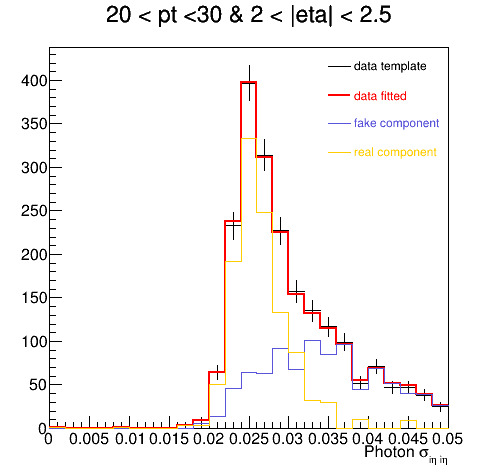 20 < pt <30 & 2 < |eta| < 2.5
data template
data fitted
fake component
real component
400
350
300
250
200
150
100
50
0
0 0.005 0.01 0.015 0.02 0.025 0.03 0.035 0.04 0.045 0.05
Photon σiη iη